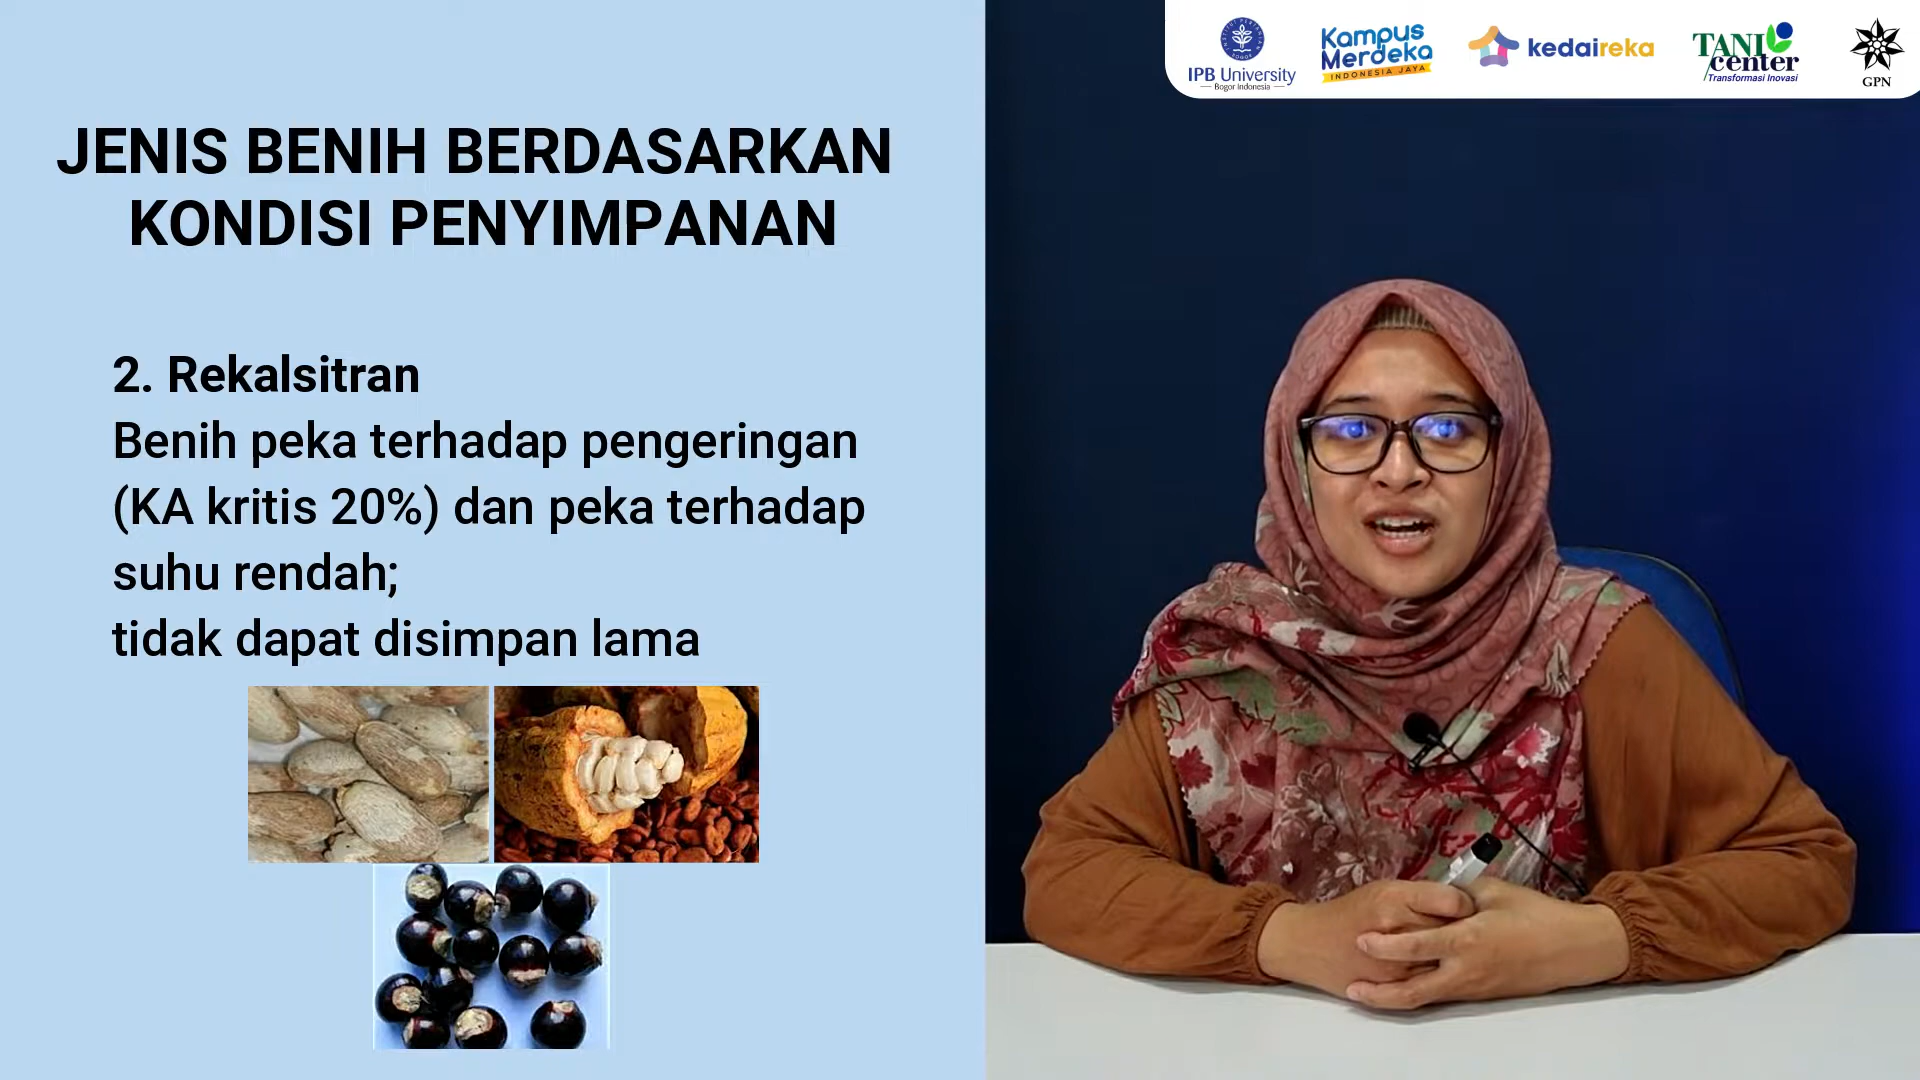 JENIS BENIH BERDASARKAN
KONDISI PENYIMPANAN
2. Rekalsitran
Benih peka terhadap pengeringan
(KA kritis 20%) dan peka terhadap
suhu rendah;
tidak dapat disimpan lama
IPB University
Bogor Indonesia
Kampus
Merdeka
INDONESIA JAYA
kedaireka
TANI
center
Transformasi Inovasi
GPN